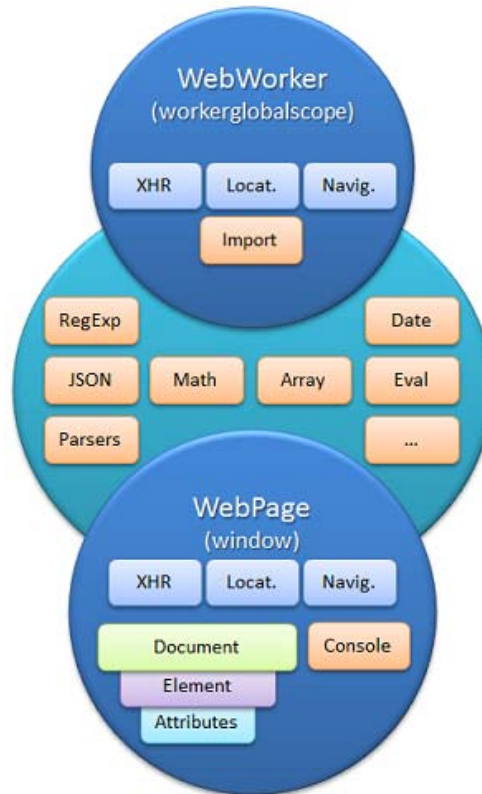 WebWorker
(workerglobalscope)
XHR Locat. Navig.
Import
RegExp Date
JSON Math Array Eval
Parsers ...
WebPage
(window)
XHR Locat. Navig.
Document Console
Element
Attributes